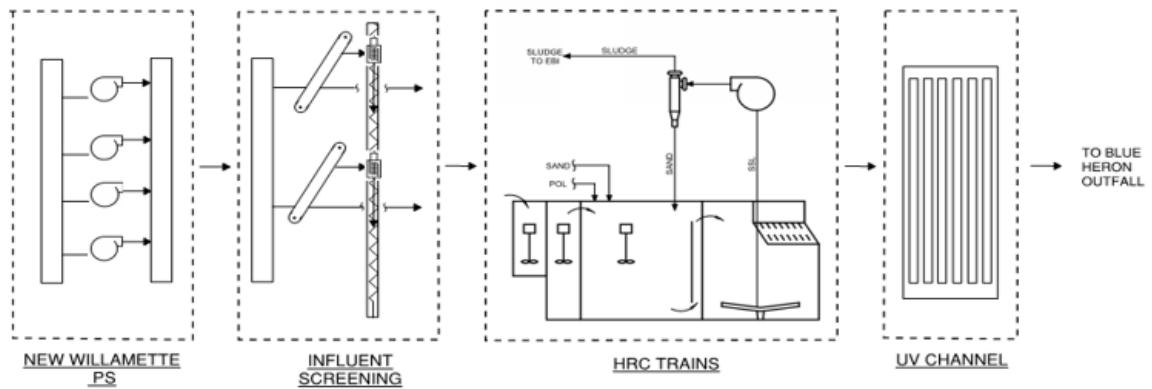 SLUDGE
TO EBI
SLUDGE
SAND
POL
SAND
SSL
TO BLUE
HERON
OUTFALL
NEW WILLAMETTE
PS
INFLUENT
SCREENING
HRC TRAINS
UV CHANNEL